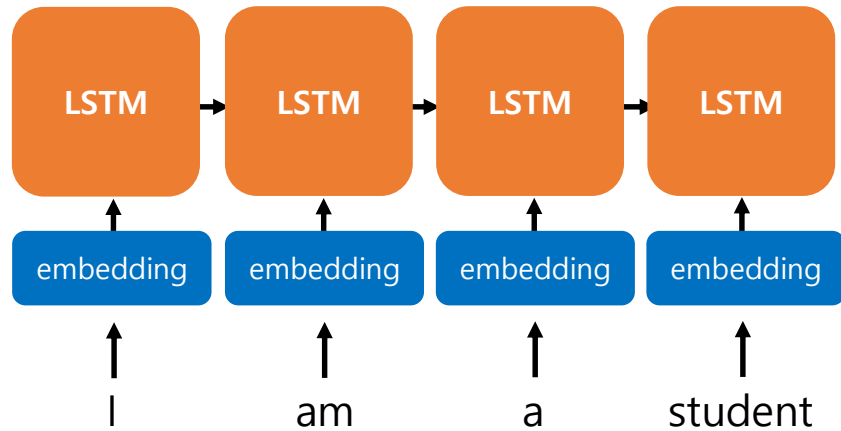 LSTM LSTM LSTM LSTM
embedding embedding embedding embedding
I am a student